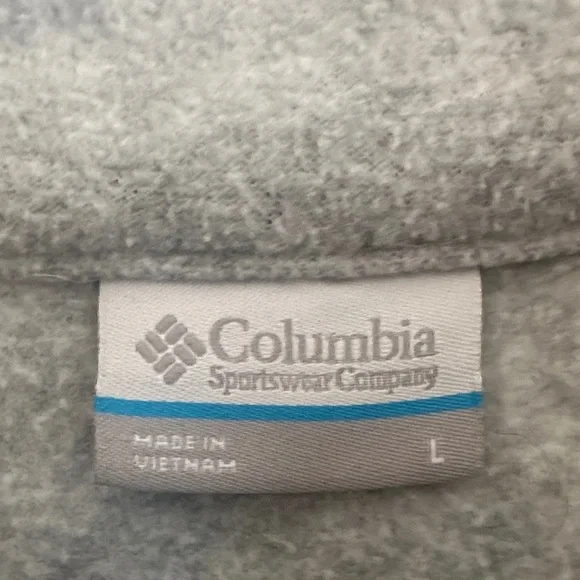 Columbia
Sportswear Company
MADE IN
VIETNAM
L